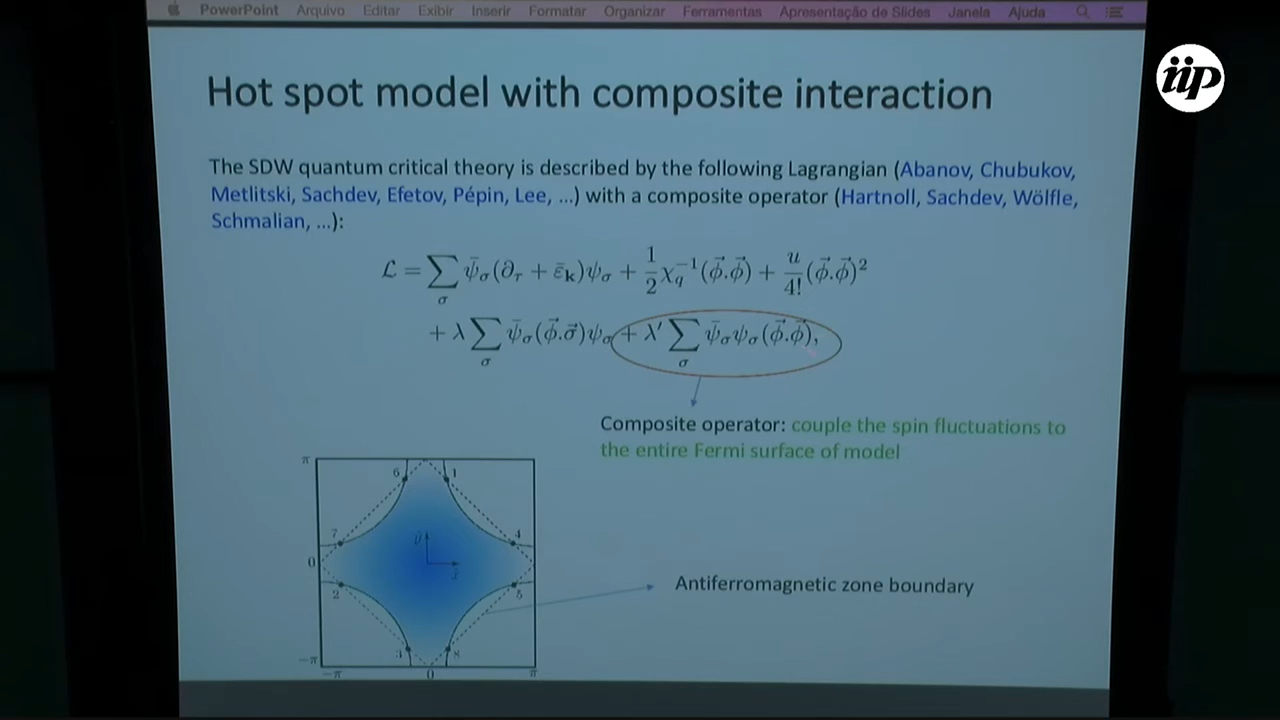 PowerPoint Arquivo Editar Exibir Inserir Formatar Organizar Ferramentas Apresentação de Slides Janela Ajuda
iip
Hot spot model with composite interaction
The SDW quantum critical theory is described by the following Lagrangian (Abanov, Chubukov,
Metlitski, Sachdev, Efetov, Pépin, Lee, ...) with a composite operator (Hartnoll, Sachdev, Wölfle,
Schmalian, ...):
ℒ = ∑_σ ψ̄_σ(∂_τ + ε̄_𝐤)ψ_σ + 1/2 χ_q^{-1}(φ⃗.φ⃗) + u/4! (φ⃗.φ⃗)²
+ λ ∑_σ ψ̄_σ(φ⃗.σ⃗)ψ_σ + λ′ ∑_σ ψ̄_σψ_σ(φ⃗.φ⃗),
Composite operator: couple the spin fluctuations to
the entire Fermi surface of model
π
6 1
7 4
0
2 5
3 8
−π
−π 0 π
Antiferromagnetic zone boundary